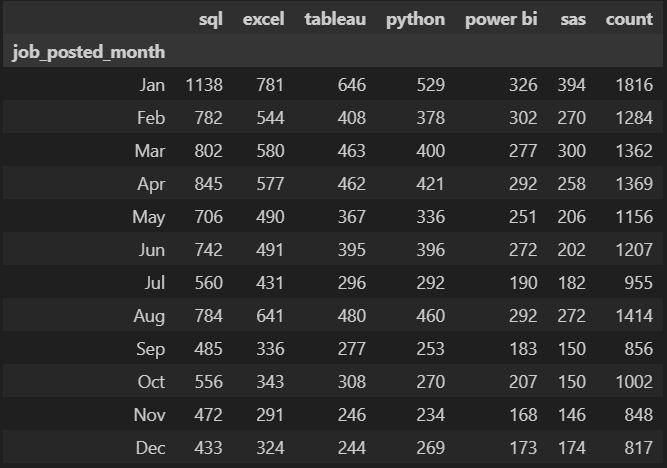 sql excel tableau python power bi sas count
job_posted_month
Jan 1138 781 646 529 326 394 1816
Feb 782 544 408 378 302 270 1284
Mar 802 580 463 400 277 300 1362
Apr 845 577 462 421 292 258 1369
May 706 490 367 336 251 206 1156
Jun 742 491 395 396 272 202 1207
Jul 560 431 296 292 190 182 955
Aug 784 641 480 460 292 272 1414
Sep 485 336 277 253 183 150 856
Oct 556 343 308 270 207 150 1002
Nov 472 291 246 234 168 146 848
Dec 433 324 244 269 173 174 817